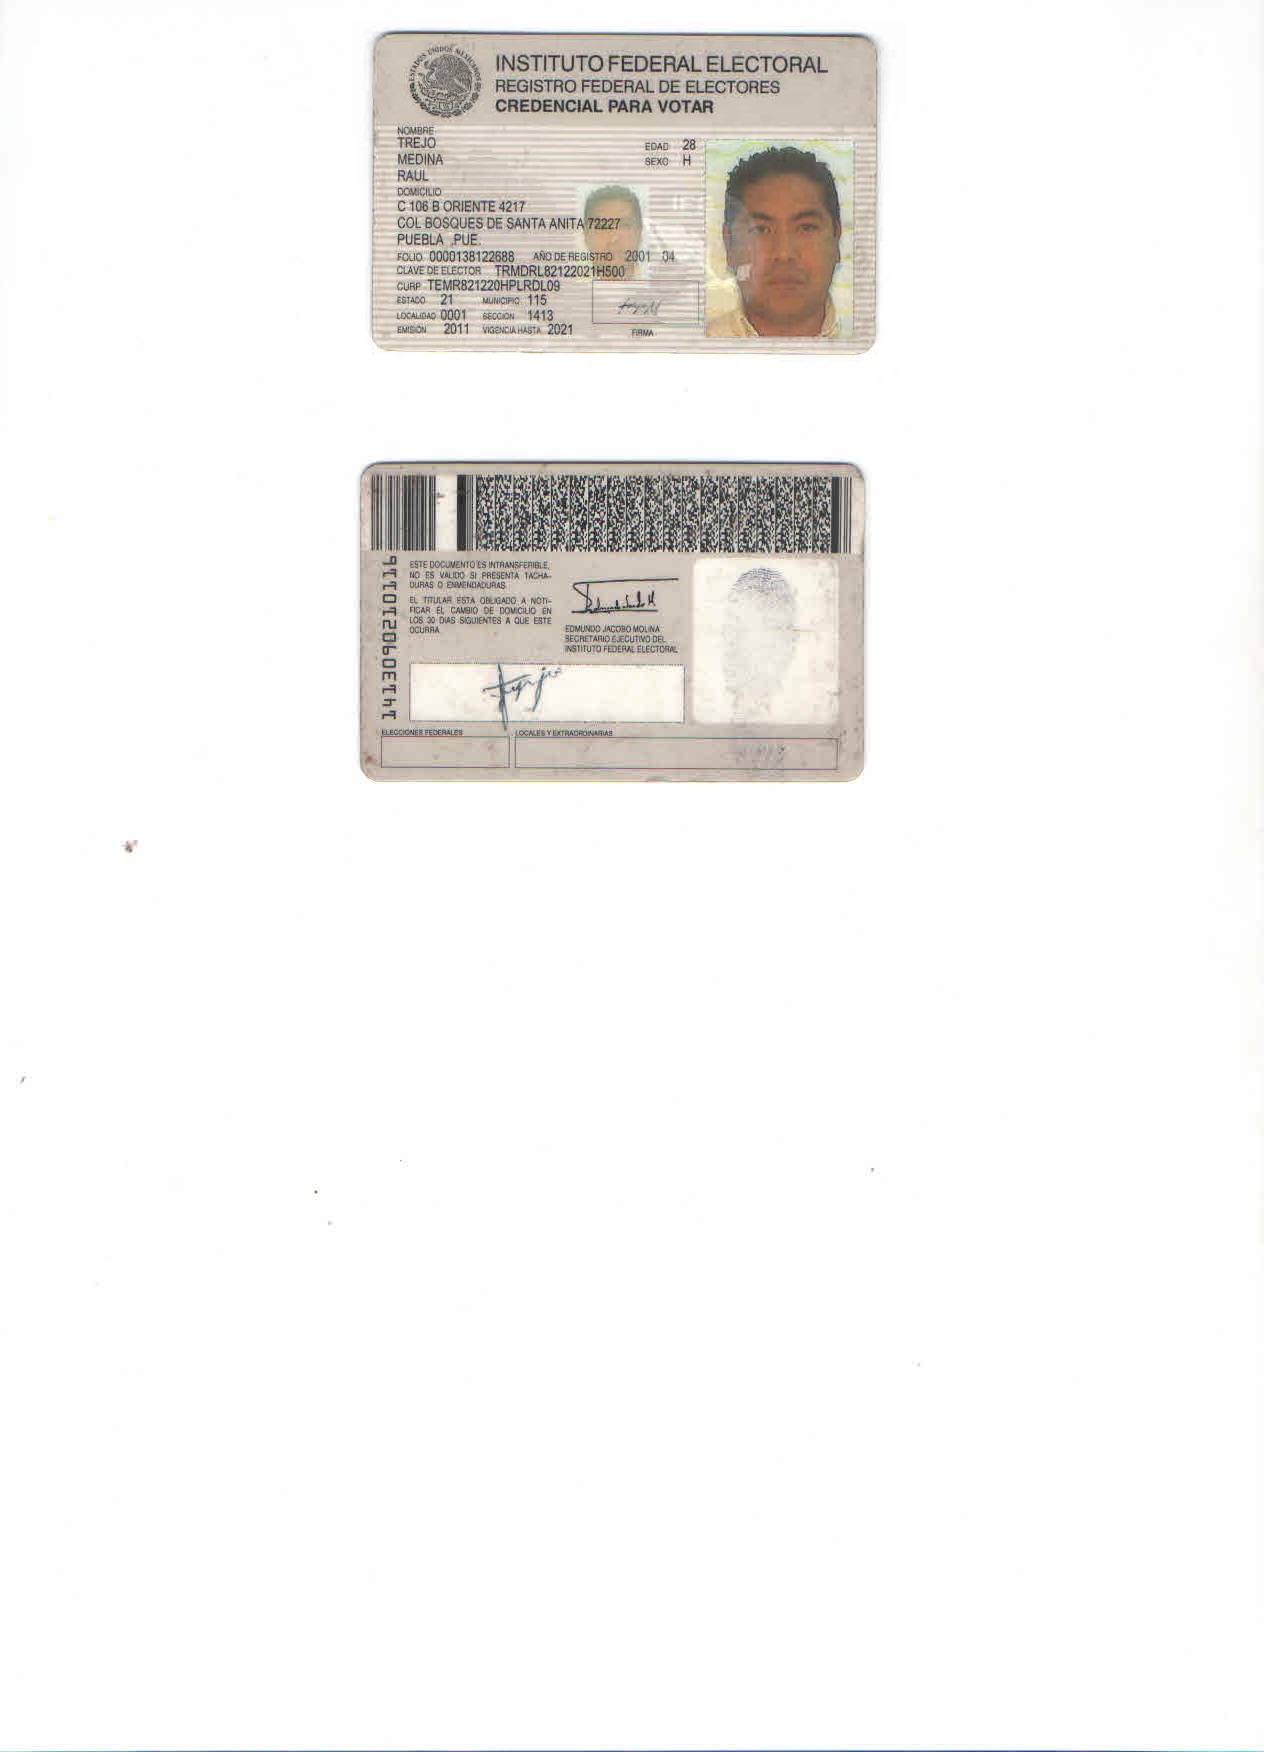 ESTADOS UNIDOS MEXICANOS
INSTITUTO FEDERAL ELECTORAL
REGISTRO FEDERAL DE ELECTORES
CREDENCIAL PARA VOTAR
NOMBRE
TREJO
MEDINA
RAUL
EDAD 28
SEXO H
DOMICILIO
C 106 B ORIENTE 4217
COL BOSQUES DE SANTA ANITA 72227
PUEBLA ,PUE.
FOLIO 0000138122688 AÑO DE REGISTRO 2001 04
CLAVE DE ELECTOR TRMDRL82122021H500
CURP TEMR821220HPLRDL09
ESTADO 21 MUNICIPIO 115
LOCALIDAD 0001 SECCION 1413
EMISION 2011 VIGENCIA HASTA 2021
FIRMA
ESTE DOCUMENTO ES INTRANSFERIBLE,
NO ES VALIDO SI PRESENTA TACHA-
DURAS O ENMENDADURAS.
EL TITULAR ESTA OBLIGADO A NOTI-
FICAR EL CAMBIO DE DOMICILIO EN
LOS 30 DIAS SIGUIENTES A QUE ESTE
OCURRA.
EDMUNDO JACOBO MOLINA
SECRETARIO EJECUTIVO DEL
INSTITUTO FEDERAL ELECTORAL
ELECCIONES FEDERALES
LOCALES Y EXTRAORDINARIAS